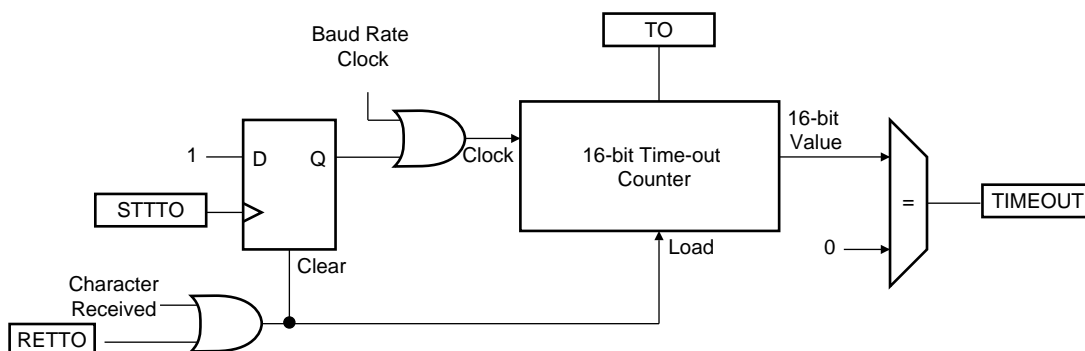 TO
Baud Rate
Clock
16-bit
Value
1
D
Q
Clock
16-bit Time-out
Counter
STTTO
=
TIMEOUT
Clear
Load
0
Character
Received
RETTO